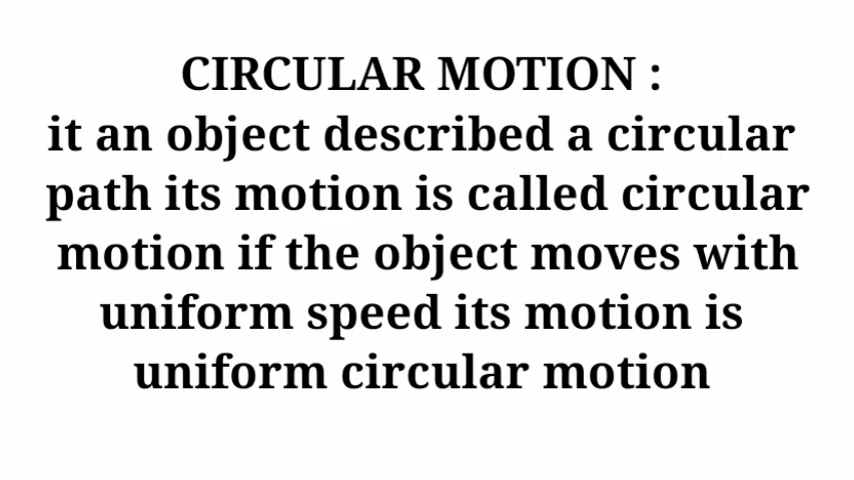 CIRCULAR MOTION :
it an object described a circular
path its motion is called circular
motion if the object moves with
uniform speed its motion is
uniform circular motion